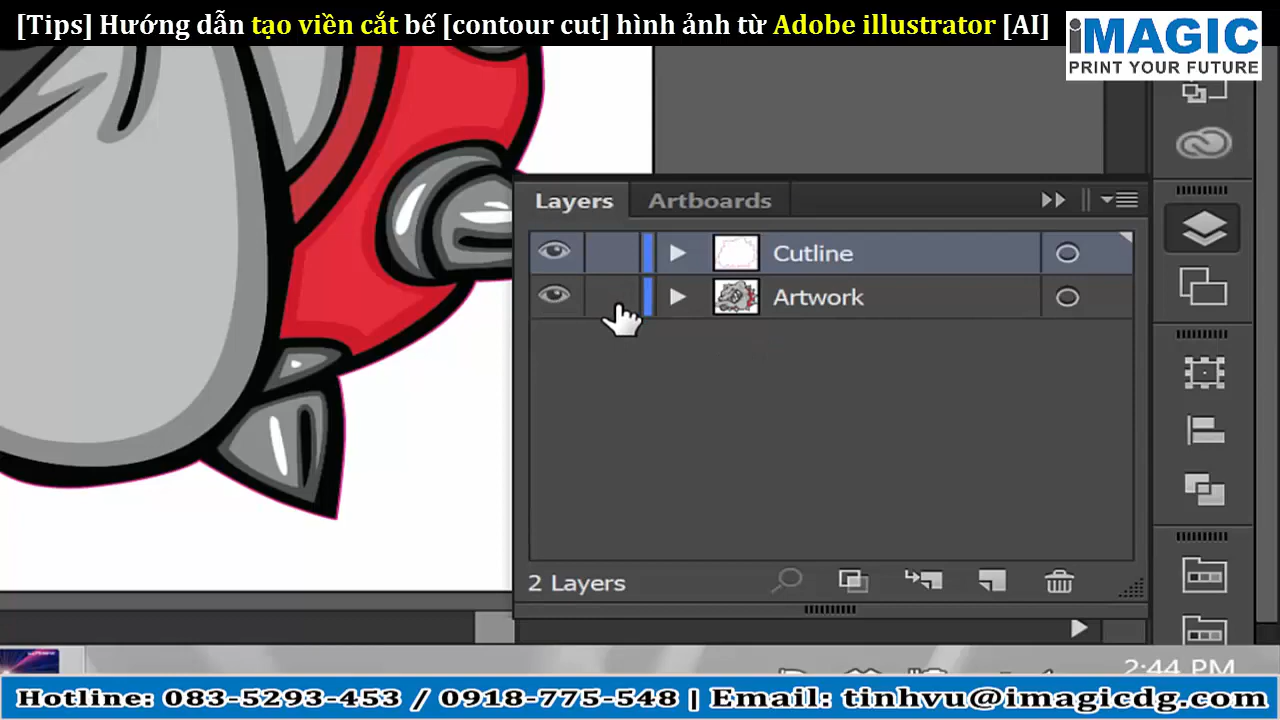 [Tips] Hướng dẫn tạo viền cắt bế [contour cut] hình ảnh từ Adobe illustrator [AI]
iMAGIC
PRINT YOUR FUTURE
Layers
Artboards
Cutline
Artwork
2 Layers
2:44 PM
Hotline: 083-5293-453 / 0918-775-548 | Email: tinhvu@imagicdg.com